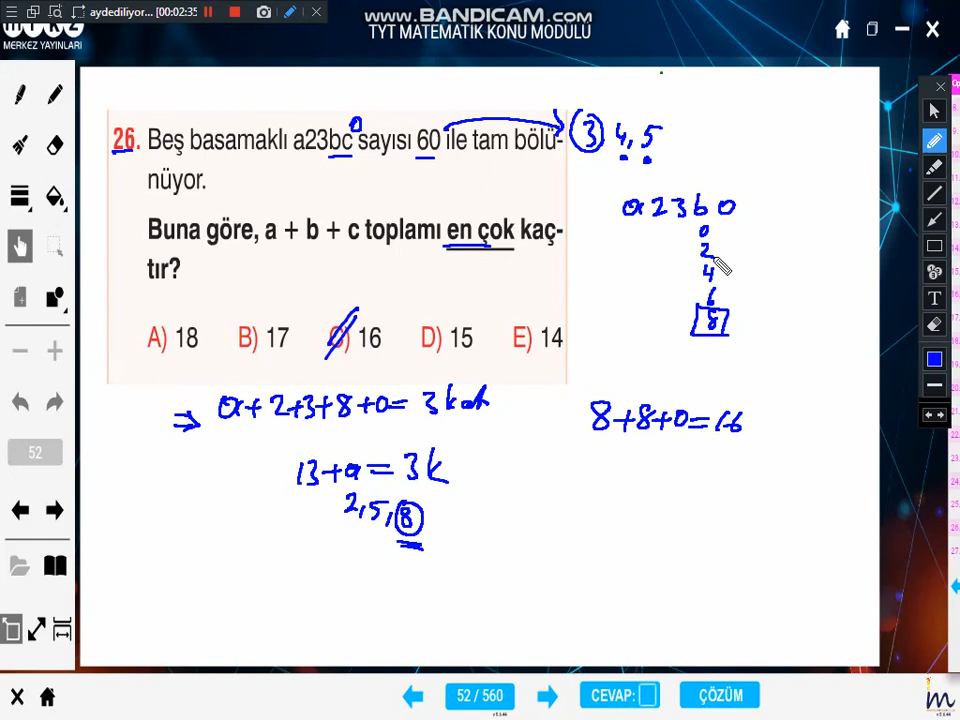 aydediliyor... [00:02:35]
www.BANDICAM.com
MERKEZ YAYINLARI
TYT MATEMATİK KONU MODULU
26. Beş basamaklı a23bc sayısı 60 ile tam bölü-
nüyor.
Buna göre, a + b + c toplamı en çok kaç-
tır?
A) 18 B) 17 C) 16 D) 15 E) 14
0
3 4, 5
a 2 3 b 0
0
2
4
6
8
a+2+3+8+0= 3 kat
13+a = 3k
2, 5, 8
8+8+0=16
52
52 / 560
CEVAP:
ÇÖZÜM